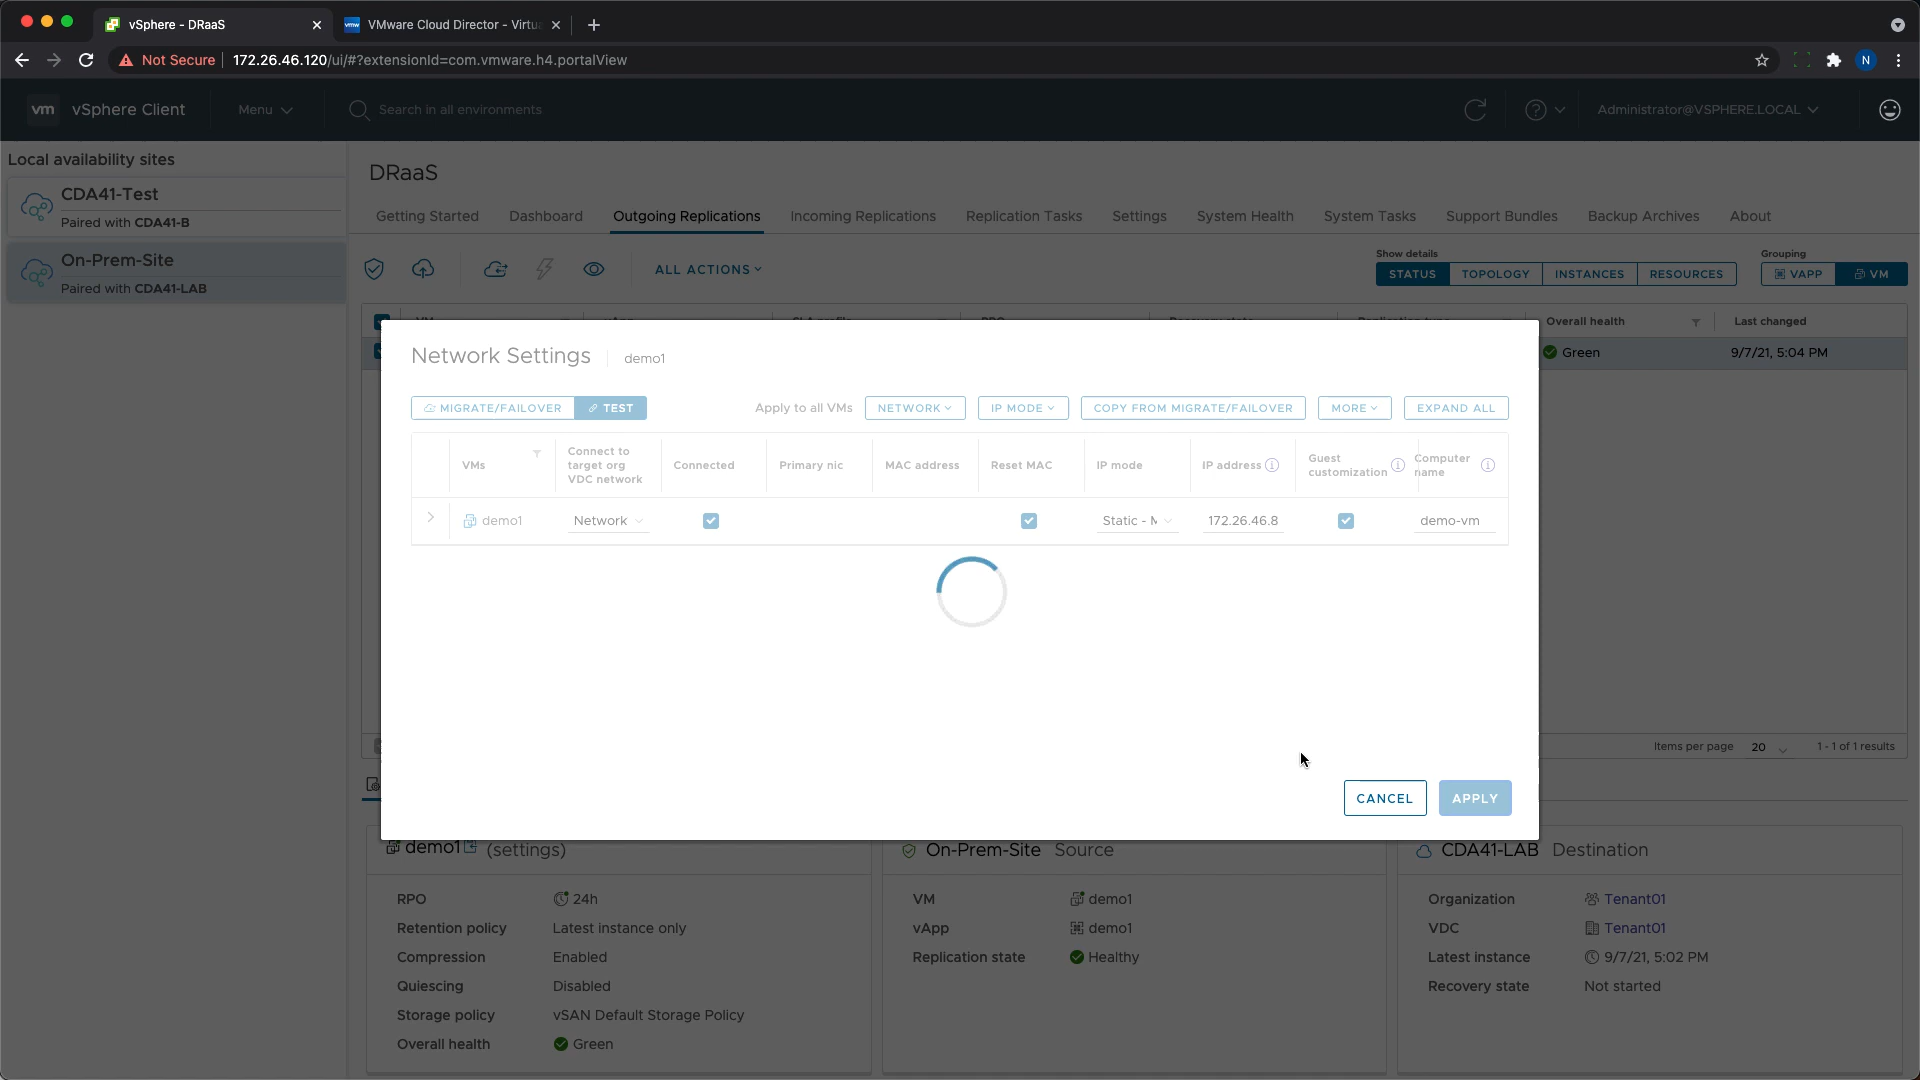 vSphere - DRaaS
vmw VMware Cloud Director - Virtu
Not Secure 172.26.46.120/ui/#?extensionId=com.vmware.h4.portalView
N
vm vSphere Client Menu Search in all environments Administrator@VSPHERE.LOCAL
Local availability sites
CDA41-Test
Paired with CDA41-B
On-Prem-Site
Paired with CDA41-LAB
DRaaS
Getting Started Dashboard Outgoing Replications Incoming Replications Replication Tasks Settings System Health System Tasks Support Bundles Backup Archives About
ALL ACTIONS
Show details
STATUS TOPOLOGY INSTANCES RESOURCES
Grouping
VAPP VM
Overall health Last changed
Green 9/7/21, 5:04 PM
Network Settings demo1
MIGRATE/FAILOVER TEST Apply to all VMs NETWORK IP MODE COPY FROM MIGRATE/FAILOVER MORE EXPAND ALL
VMs
Connect to
target org
VDC network
Connected
Primary nic
MAC address
Reset MAC
IP mode
IP address
Guest
customization
Computer
name
demo1 Network Static - 172.26.46.8 demo-vm
Items per page 20 1 - 1 of 1 results
CANCEL APPLY
demo1 (settings)
RPO 24h
Retention policy Latest instance only
Compression Enabled
Quiescing Disabled
Storage policy vSAN Default Storage Policy
Overall health Green
On-Prem-Site Source
VM demo1
vApp demo1
Replication state Healthy
CDA41-LAB Destination
Organization Tenant01
VDC Tenant01
Latest instance 9/7/21, 5:02 PM
Recovery state Not started